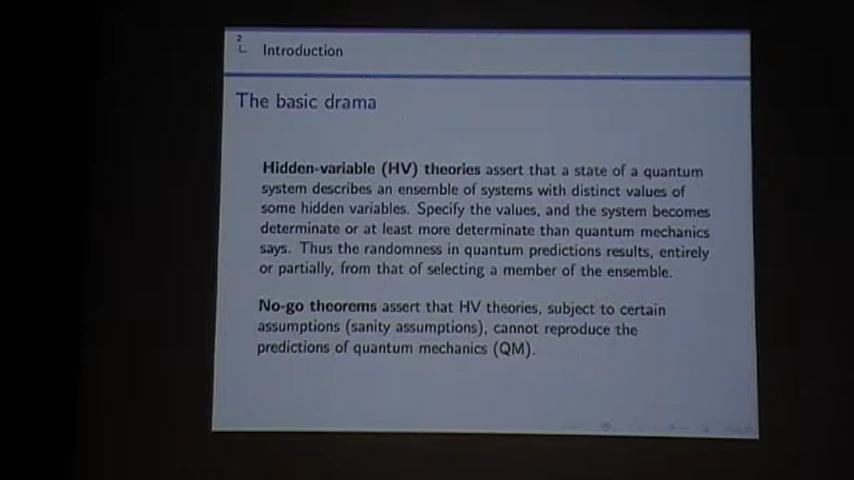 2
Introduction
The basic drama
Hidden-variable (HV) theories assert that a state of a quantum
system describes an ensemble of systems with distinct values of
some hidden variables. Specify the values, and the system becomes
determinate or at least more determinate than quantum mechanics
says. Thus the randomness in quantum predictions results, entirely
or partially, from that of selecting a member of the ensemble.
No-go theorems assert that HV theories, subject to certain
assumptions (sanity assumptions), cannot reproduce the
predictions of quantum mechanics (QM).